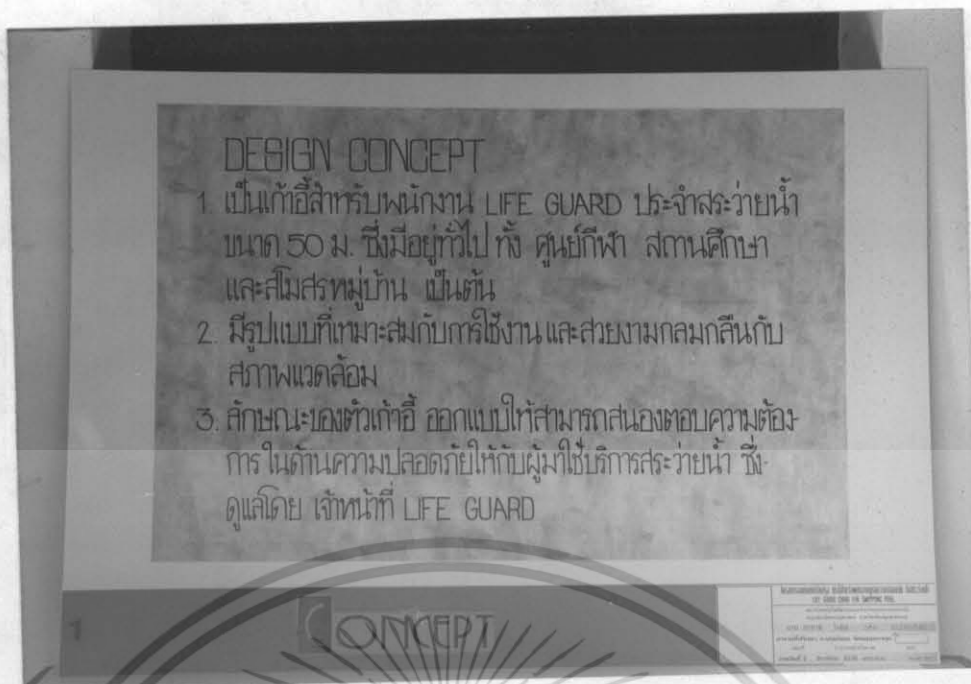 DESIGN CONCEPT
1. เป็นเก้าอี้สำหรับพนักงาน LIFE GUARD ประจำสระว่ายน้ำ
ขนาด 50 ม. ซึ่งมีอยู่ทั่วไป ทั้ง ศูนย์กีฬา สถานศึกษา
และสโมสรหมู่บ้าน เป็นต้น
2. มีรูปแบบที่เหมาะสมกับการใช้งาน และสวยงามกลมกลืนกับ
สภาพแวดล้อม
3. ลักษณะของตัวเก้าอี้ ออกแบบให้สามารถสนองตอบความต้อง-
การ ในด้านความปลอดภัยให้กับผู้มาใช้บริการสระว่ายน้ำ ซึ่ง-
ดูแลโดย เจ้าหน้าที่ LIFE GUARD
1
CONCEPT